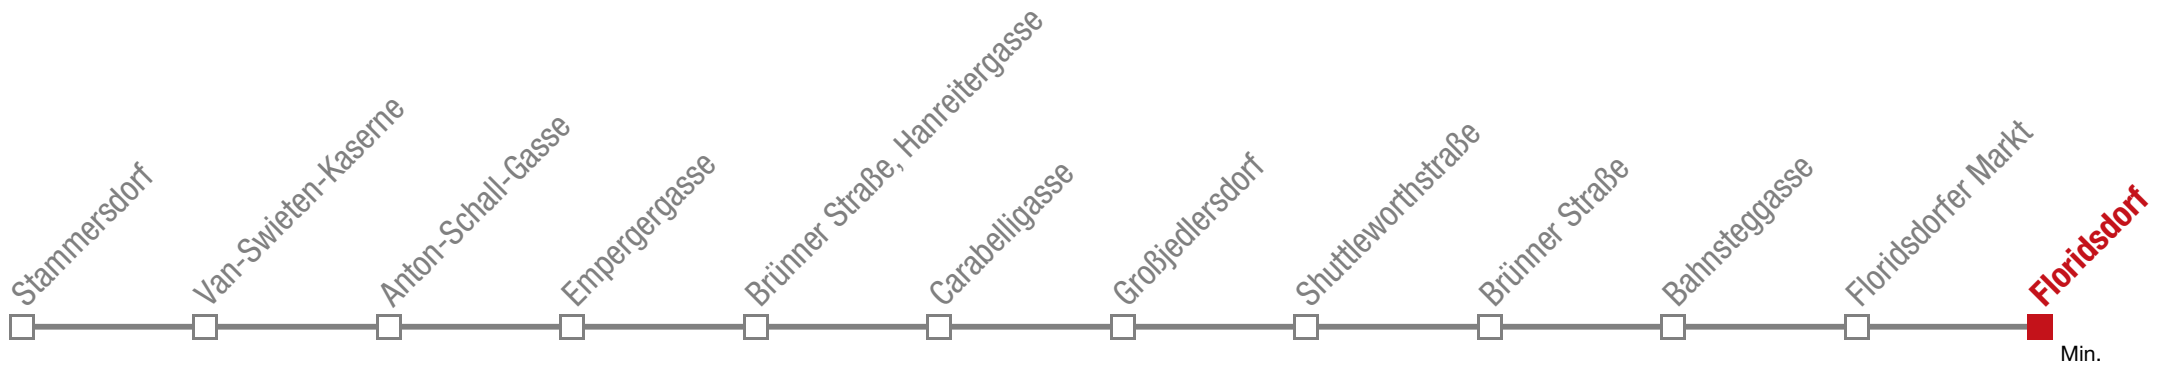 Stammersdorf
Van-Swieten-Kaserne
Anton-Schall-Gasse
Empergergasse
Brünner Straße, Hanreitergasse
Carabelligasse
Großjedlersdorf
Shuttleworthstraße
Brünner Straße
Bahnsteggasse
Floridsdorfer Markt
Floridsdorf
Min.